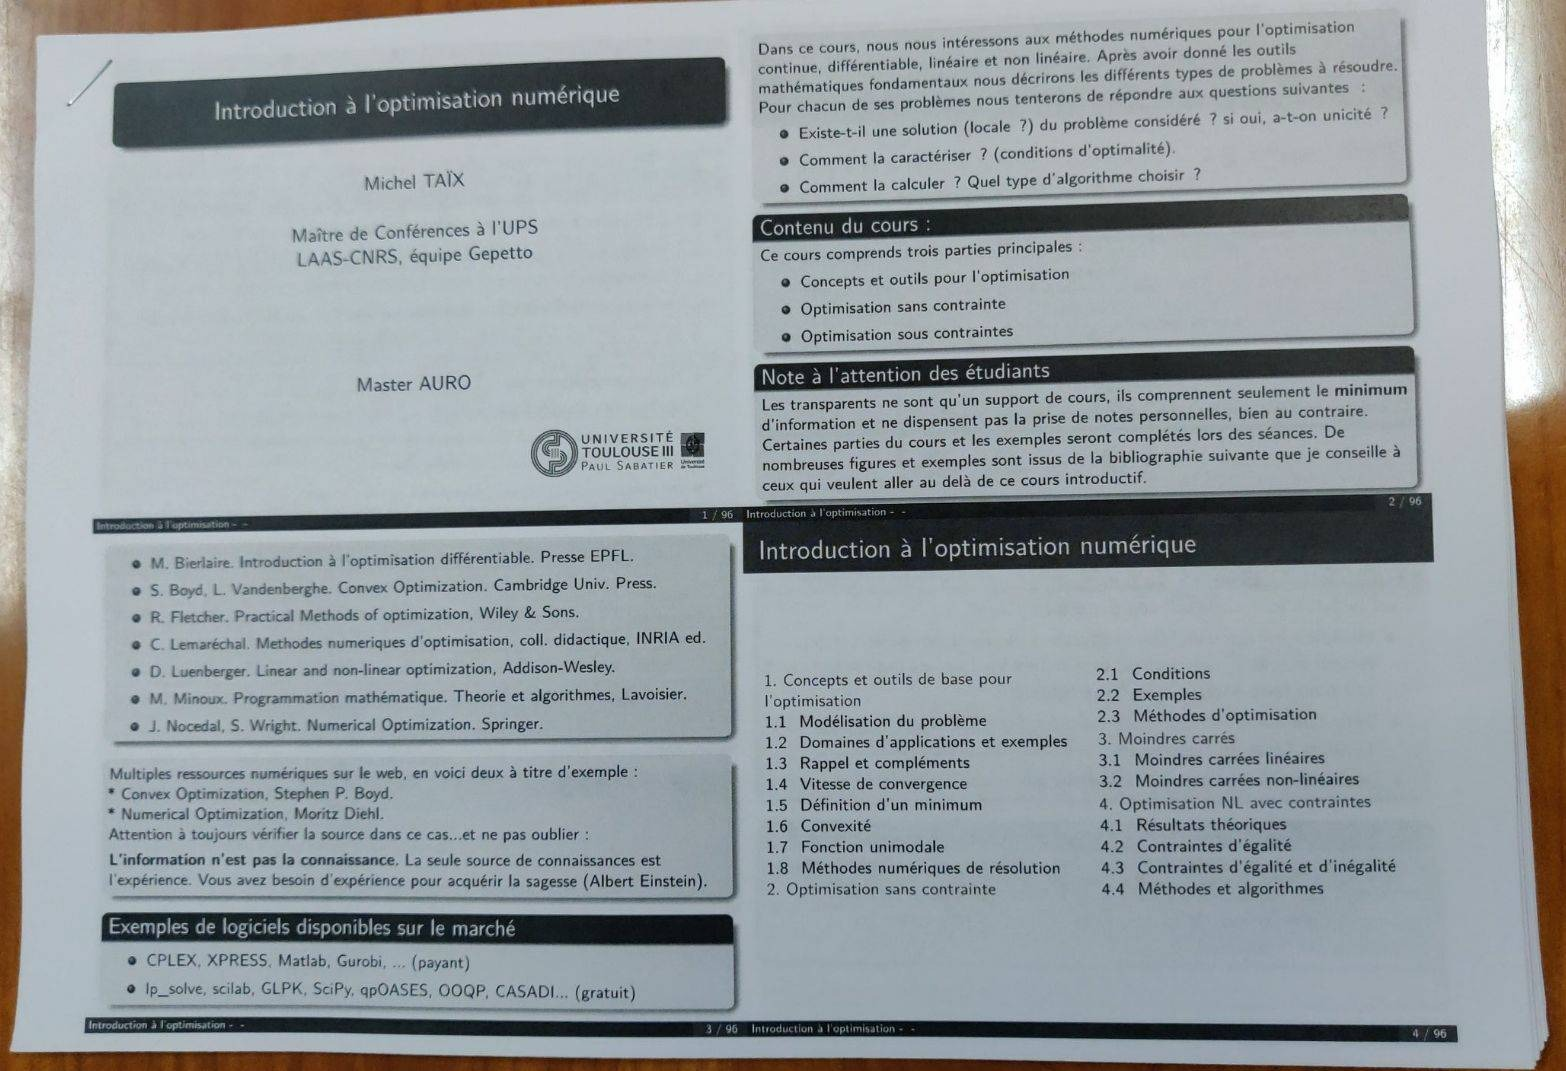 Introduction à l'optimisation numérique
Michel TAÏX
Maître de Conférences à l'UPS
LAAS-CNRS, équipe Gepetto
Master AURO
UNIVERSITÉ
TOULOUSE III
PAUL SABATIER
Université
de Toulouse
Introduction à l'optimisation - -
1 / 96
Dans ce cours, nous nous intéressons aux méthodes numériques pour l'optimisation
continue, différentiable, linéaire et non linéaire. Après avoir donné les outils
mathématiques fondamentaux nous décrirons les différents types de problèmes à résoudre.
Pour chacun de ses problèmes nous tenterons de répondre aux questions suivantes :
● Existe-t-il une solution (locale ?) du problème considéré ? si oui, a-t-on unicité ?
● Comment la caractériser ? (conditions d'optimalité).
● Comment la calculer ? Quel type d'algorithme choisir ?
Contenu du cours :
Ce cours comprends trois parties principales :
● Concepts et outils pour l'optimisation
● Optimisation sans contrainte
● Optimisation sous contraintes
Note à l'attention des étudiants
Les transparents ne sont qu'un support de cours, ils comprennent seulement le minimum
d'information et ne dispensent pas la prise de notes personnelles, bien au contraire.
Certaines parties du cours et les exemples seront complétés lors des séances. De
nombreuses figures et exemples sont issus de la bibliographie suivante que je conseille à
ceux qui veulent aller au delà de ce cours introductif.
Introduction à l'optimisation - -
2 / 96
● M. Bierlaire. Introduction à l'optimisation différentiable. Presse EPFL.
● S. Boyd, L. Vandenberghe. Convex Optimization. Cambridge Univ. Press.
● R. Fletcher. Practical Methods of optimization, Wiley & Sons.
● C. Lemaréchal. Methodes numeriques d'optimisation, coll. didactique, INRIA ed.
● D. Luenberger. Linear and non-linear optimization, Addison-Wesley.
● M. Minoux. Programmation mathématique. Theorie et algorithmes, Lavoisier.
● J. Nocedal, S. Wright. Numerical Optimization. Springer.
Multiples ressources numériques sur le web, en voici deux à titre d'exemple :
* Convex Optimization, Stephen P. Boyd.
* Numerical Optimization, Moritz Diehl.
Attention à toujours vérifier la source dans ce cas...et ne pas oublier :
L'information n'est pas la connaissance. La seule source de connaissances est
l'expérience. Vous avez besoin d'expérience pour acquérir la sagesse (Albert Einstein).
Exemples de logiciels disponibles sur le marché
● CPLEX, XPRESS, Matlab, Gurobi, ... (payant)
● lp_solve, scilab, GLPK, SciPy, qpOASES, OOQP, CASADI... (gratuit)
Introduction à l'optimisation - -
3 / 96
Introduction à l'optimisation numérique
1. Concepts et outils de base pour
l'optimisation
1.1 Modélisation du problème
1.2 Domaines d'applications et exemples
1.3 Rappel et compléments
1.4 Vitesse de convergence
1.5 Définition d'un minimum
1.6 Convexité
1.7 Fonction unimodale
1.8 Méthodes numériques de résolution
2. Optimisation sans contrainte
2.1 Conditions
2.2 Exemples
2.3 Méthodes d'optimisation
3. Moindres carrés
3.1 Moindres carrées linéaires
3.2 Moindres carrées non-linéaires
4. Optimisation NL avec contraintes
4.1 Résultats théoriques
4.2 Contraintes d'égalité
4.3 Contraintes d'égalité et d'inégalité
4.4 Méthodes et algorithmes
Introduction à l'optimisation - -
4 / 96